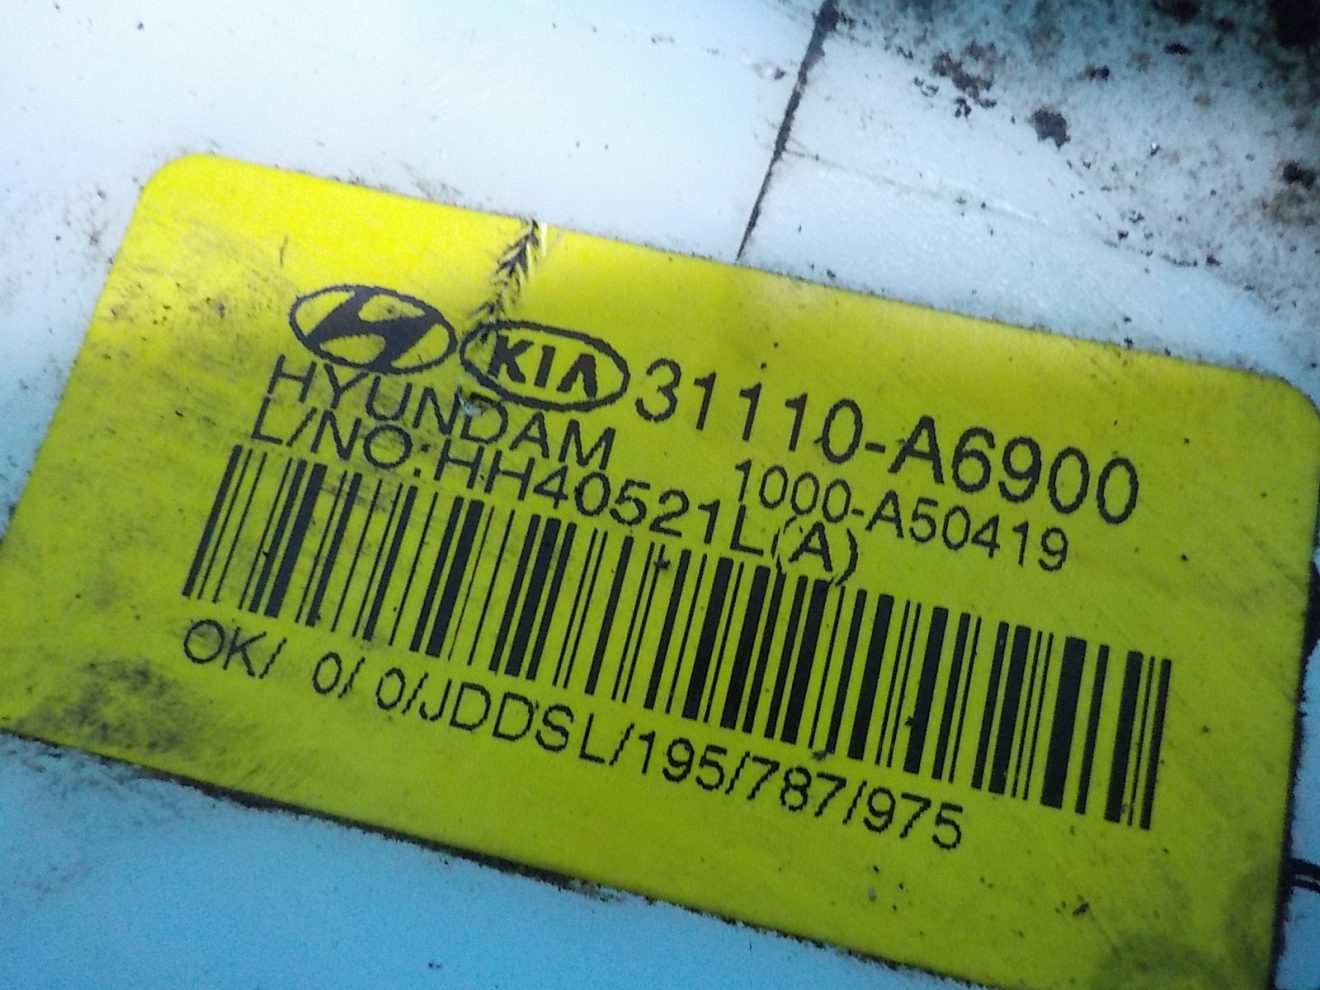 KIA 31110-A6900
HYUNDAM 1000-A50419
L/NO:HH40521L(A)
OK/ 0/ 0/JDDSL/195/787/975